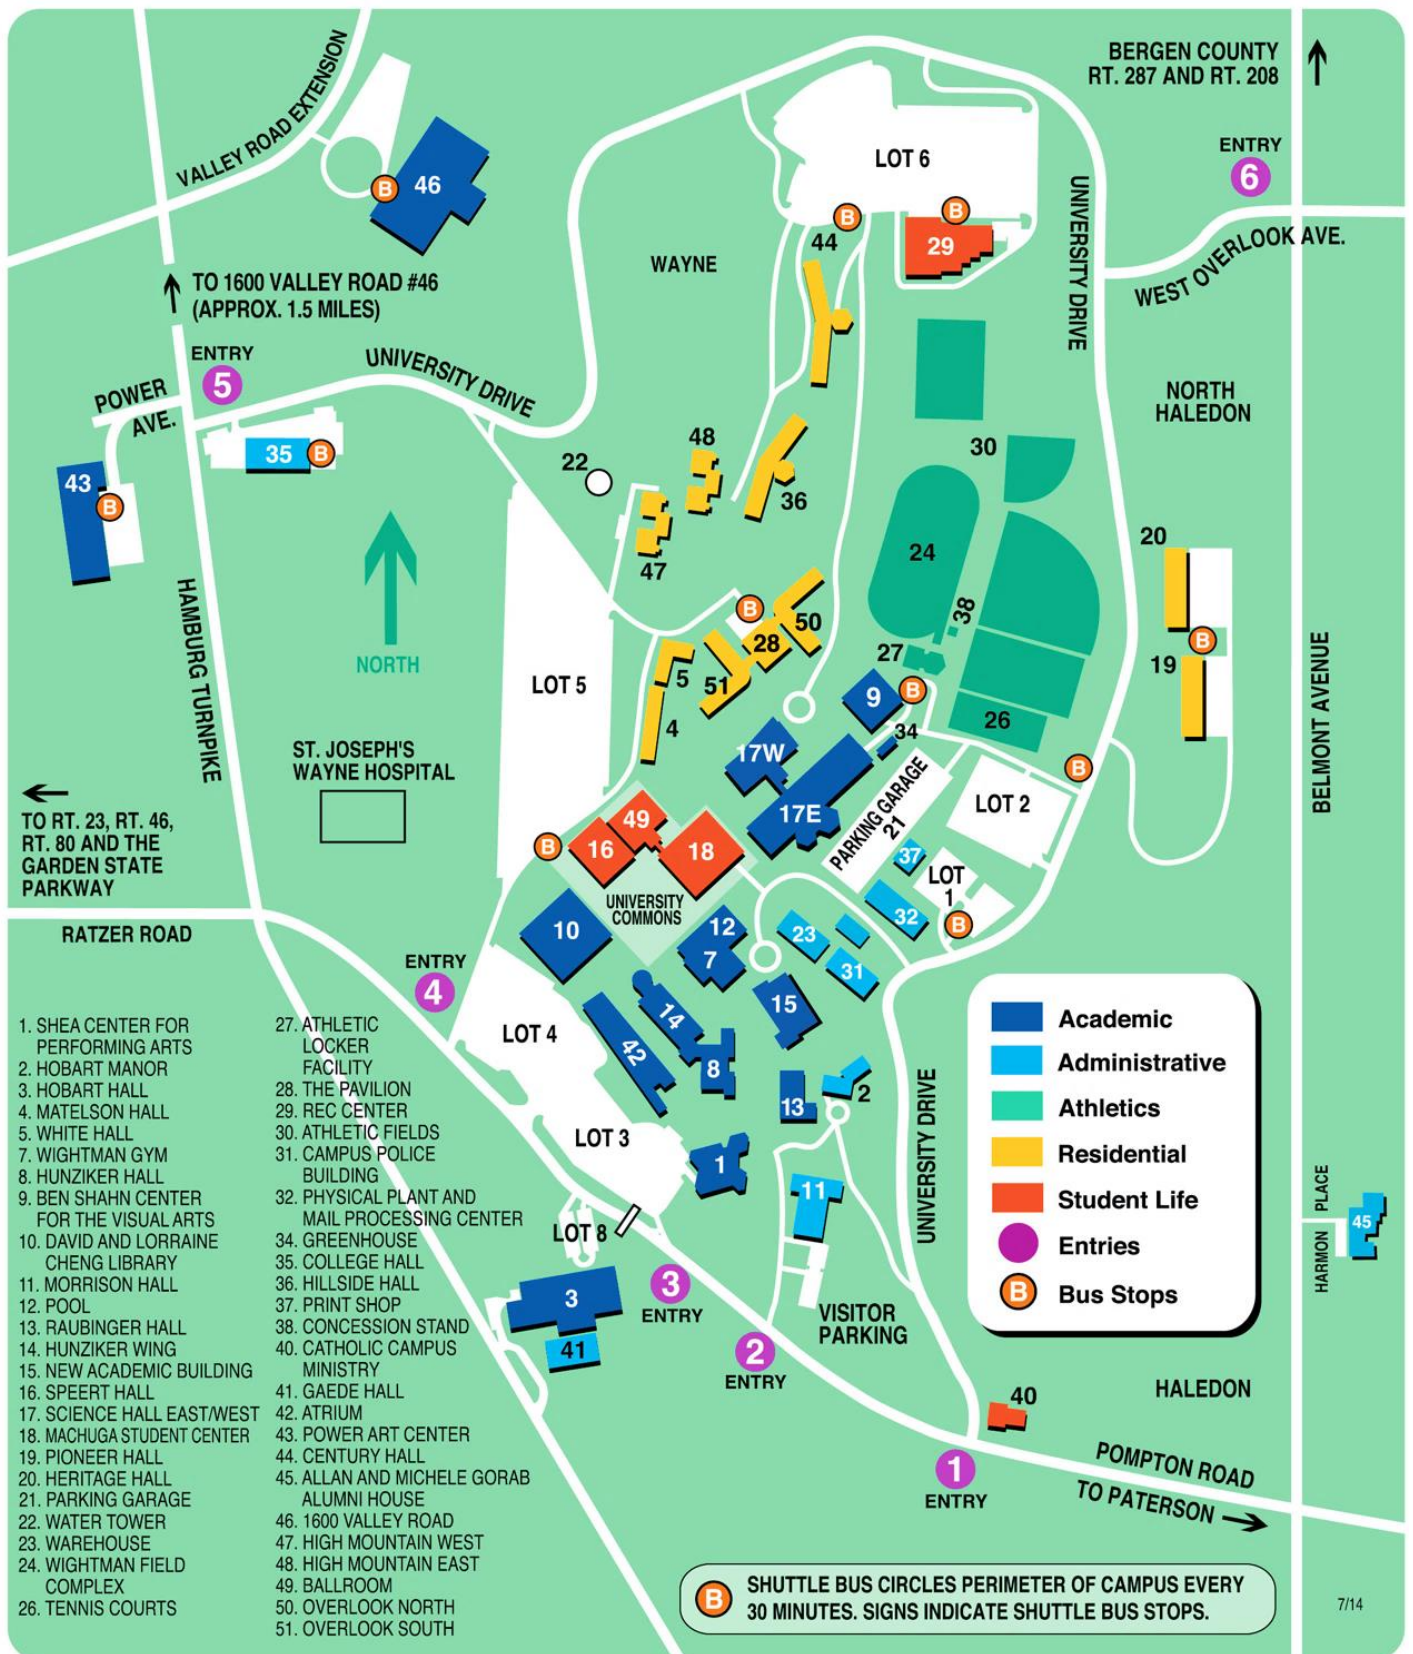 BERGEN COUNTY
RT. 287 AND RT. 208
VALLEY ROAD EXTENSION
LOT 6
ENTRY
6
UNIVERSITY DRIVE
B
46
B
B
44
29
WEST OVERLOOK AVE.
WAYNE
TO 1600 VALLEY ROAD #46
(APPROX. 1.5 MILES)
ENTRY
5
UNIVERSITY DRIVE
POWER
AVE.
NORTH
HALEDON
35
B
43
B
48
22
36
47
30
24
20
38
B
19
HAMBURG TURNPIKE
NORTH
B
50
28
5
51
4
27
9
B
26
34
LOT 5
BELMONT AVENUE
ST. JOSEPH'S
WAYNE HOSPITAL
17W
17E
PARKING GARAGE
21
LOT 2
B
TO RT. 23, RT. 46,
RT. 80 AND THE
GARDEN STATE
PARKWAY
B
49
16
18
37
LOT
1
32
B
UNIVERSITY
COMMONS
RATZER ROAD
10
12
7
23
31
15
ENTRY
4
LOT 4
14
42
8
13
2
LOT 3
1
11
UNIVERSITY DRIVE
LOT 8
3
ENTRY
3
41
2
ENTRY
VISITOR
PARKING
HARMON PLACE
45
HALEDON
40
1
ENTRY
POMPTON ROAD
TO PATERSON
Academic
Administrative
Athletics
Residential
Student Life
Entries
B Bus Stops
1. SHEA CENTER FOR
PERFORMING ARTS
2. HOBART MANOR
3. HOBART HALL
4. MATELSON HALL
5. WHITE HALL
7. WIGHTMAN GYM
8. HUNZIKER HALL
9. BEN SHAHN CENTER
FOR THE VISUAL ARTS
10. DAVID AND LORRAINE
CHENG LIBRARY
11. MORRISON HALL
12. POOL
13. RAUBINGER HALL
14. HUNZIKER WING
15. NEW ACADEMIC BUILDING
16. SPEERT HALL
17. SCIENCE HALL EAST/WEST
18. MACHUGA STUDENT CENTER
19. PIONEER HALL
20. HERITAGE HALL
21. PARKING GARAGE
22. WATER TOWER
23. WAREHOUSE
24. WIGHTMAN FIELD
COMPLEX
26. TENNIS COURTS
27. ATHLETIC
LOCKER
FACILITY
28. THE PAVILION
29. REC CENTER
30. ATHLETIC FIELDS
31. CAMPUS POLICE
BUILDING
32. PHYSICAL PLANT AND
MAIL PROCESSING CENTER
34. GREENHOUSE
35. COLLEGE HALL
36. HILLSIDE HALL
37. PRINT SHOP
38. CONCESSION STAND
40. CATHOLIC CAMPUS
MINISTRY
41. GAEDE HALL
42. ATRIUM
43. POWER ART CENTER
44. CENTURY HALL
45. ALLAN AND MICHELE GORAB
ALUMNI HOUSE
46. 1600 VALLEY ROAD
47. HIGH MOUNTAIN WEST
48. HIGH MOUNTAIN EAST
49. BALLROOM
50. OVERLOOK NORTH
51. OVERLOOK SOUTH
B
SHUTTLE BUS CIRCLES PERIMETER OF CAMPUS EVERY
30 MINUTES. SIGNS INDICATE SHUTTLE BUS STOPS.
7/14